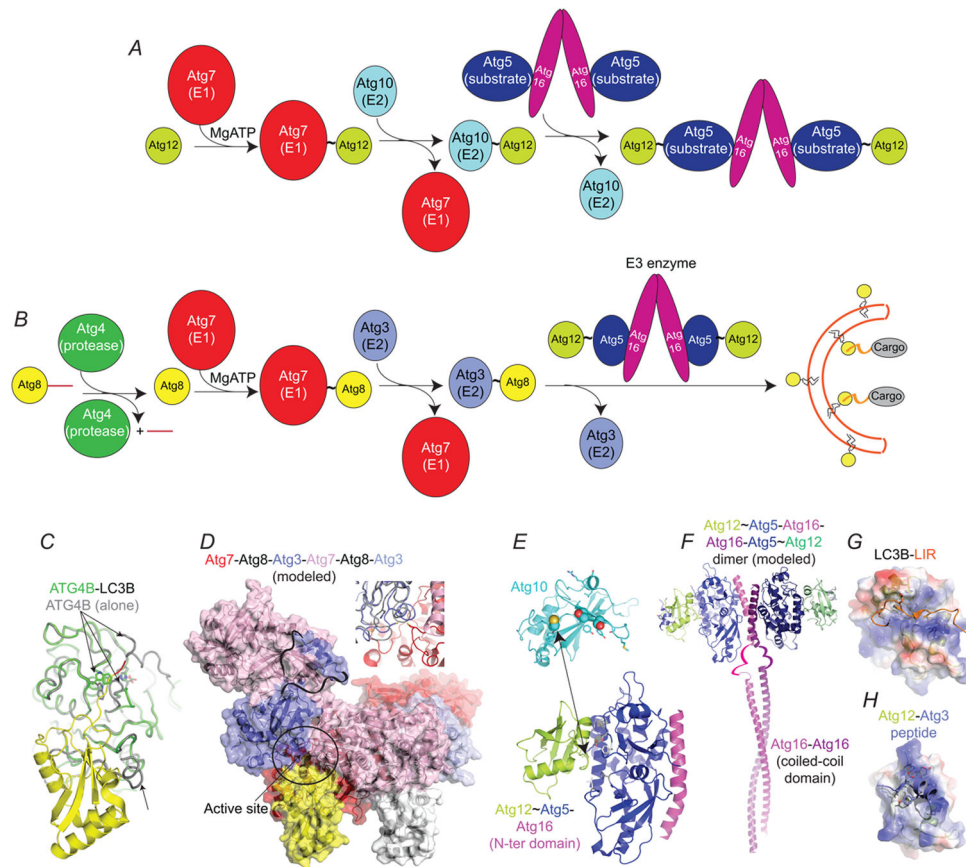 A
Atg7
(E1)
Atg12
MgATP
Atg7
(E1)
Atg12
Atg10
(E2)
Atg10
(E2)
Atg12
Atg7
(E1)
Atg5
(substrate)
Atg
16
Atg
16
Atg5
(substrate)
Atg10
(E2)
Atg12
Atg5
(substrate)
Atg
16
Atg
16
Atg5
(substrate)
Atg12
B
Atg8
Atg4
(protease)
Atg4
(protease)
+
Atg8
Atg7
(E1)
MgATP
Atg7
(E1)
Atg8
Atg3
(E2)
Atg7
(E1)
Atg3
(E2)
Atg8
E3 enzyme
Atg12
Atg5
Atg
16
Atg
16
Atg5
Atg12
Atg3
(E2)
Cargo
Cargo
C
ATG4B-LC3B
ATG4B (alone)
D
Atg7-Atg8-Atg3-Atg7-Atg8-Atg3
(modeled)
Active site
E
Atg10
Atg12~Atg5-
Atg16
(N-ter domain)
F
Atg12~Atg5-Atg16-
Atg16-Atg5~Atg12
dimer (modeled)
Atg16-Atg16
(coiled-coil
domain)
G
LC3B-LIR
H
Atg12-Atg3
peptide